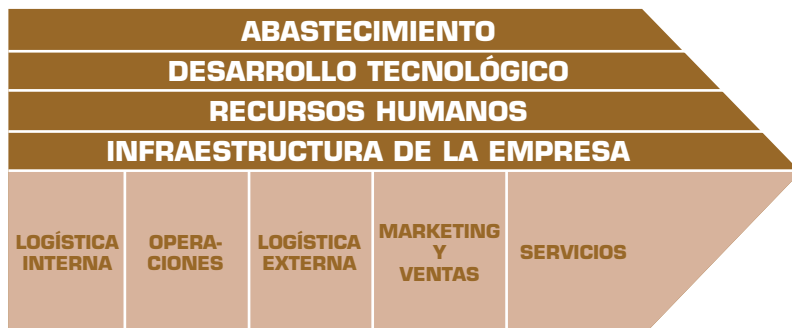 ABASTECIMIENTO
DESARROLLO TECNOLÓGICO
RECURSOS HUMANOS
INFRAESTRUCTURA DE LA EMPRESA
LOGÍSTICA
INTERNA
OPERA-
CIONES
LOGÍSTICA
EXTERNA
MARKETING
Y
VENTAS
SERVICIOS